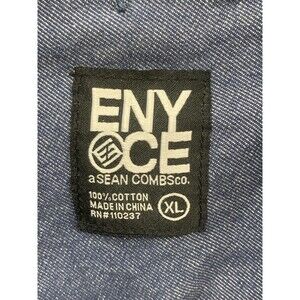 ENY
CE
a SEAN COMBS co.
100% COTTON
MADE IN CHINA
RN# 110237
XL